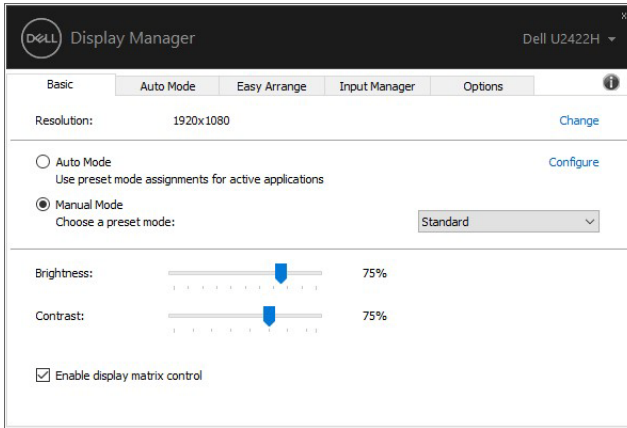 DELL Display Manager
Dell U2422H
Basic Auto Mode Easy Arrange Input Manager Options
Resolution: 1920x1080 Change
Auto Mode Configure
Use preset mode assignments for active applications
Manual Mode
Choose a preset mode: Standard
Brightness: 75%
Contrast: 75%
Enable display matrix control